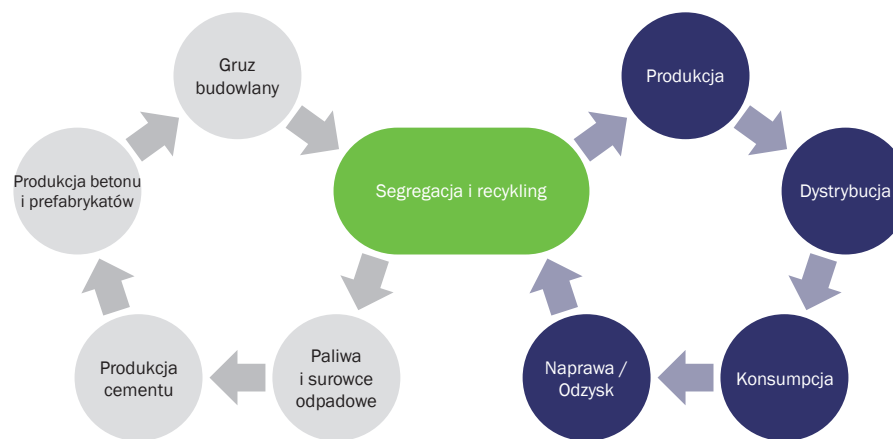 Gruz
budowlany
Produkcja
Produkcja betonu
i prefabrykatów
Segregacja i recykling
Dystrybucja
Produkcja
cementu
Paliwa
i surowce
odpadowe
Naprawa /
Odzysk
Konsumpcja